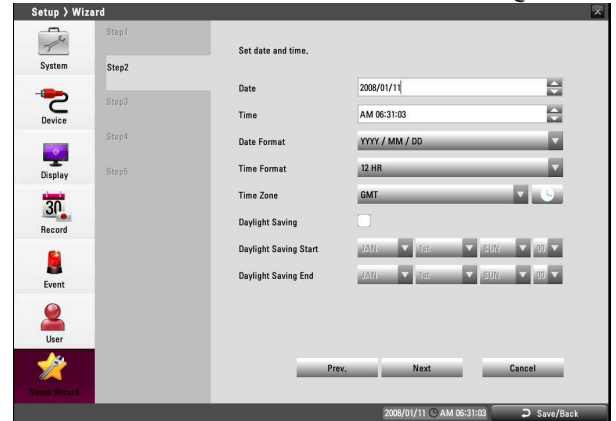 Setup > Wizard
System
Device
Display
30
Record
Event
User
Setup Wizard
Step1
Step2
Step3
Step4
Step5
Set date and time.
Date 2008/01/11
Time AM 06:31:03
Date Format YYYY / MM / DD
Time Format 12 HR
Time Zone GMT
Daylight Saving
Daylight Saving Start JAN. 1st. SUN. 00
Daylight Saving End JAN. 1st. SUN. 00
Prev. Next Cancel
2008/01/11 AM 06:31:03 Save/Back